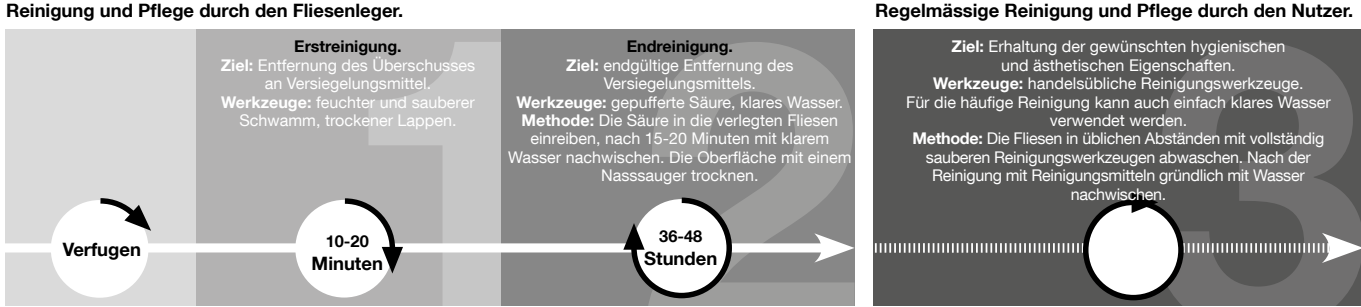 Reinigung und Pflege durch den Fliesenleger.
Verfugen
1
Erstreinigung.
Ziel: Entfernung des Überschusses
an Versiegelungsmittel.
Werkzeuge: feuchter und sauberer
Schwamm, trockener Lappen.
10-20
Minuten
2
Endreinigung.
Ziel: endgültige Entfernung des
Versiegelungsmittels.
Werkzeuge: gepufferte Säure, klares Wasser.
Methode: Die Säure in die verlegten Fliesen
einreiben, nach 15-20 Minuten mit klarem
Wasser nachwischen. Die Oberfläche mit einem
Nasssauger trocknen.
36-48
Stunden
Regelmässige Reinigung und Pflege durch den Nutzer.
3
Ziel: Erhaltung der gewünschten hygienischen
und ästhetischen Eigenschaften.
Werkzeuge: handelsübliche Reinigungswerkzeuge.
Für die häufige Reinigung kann auch einfach klares Wasser
verwendet werden.
Methode: Die Fliesen in üblichen Abständen mit vollständig
sauberen Reinigungswerkzeugen abwaschen. Nach der
Reinigung mit Reinigungsmitteln gründlich mit Wasser
nachwischen.